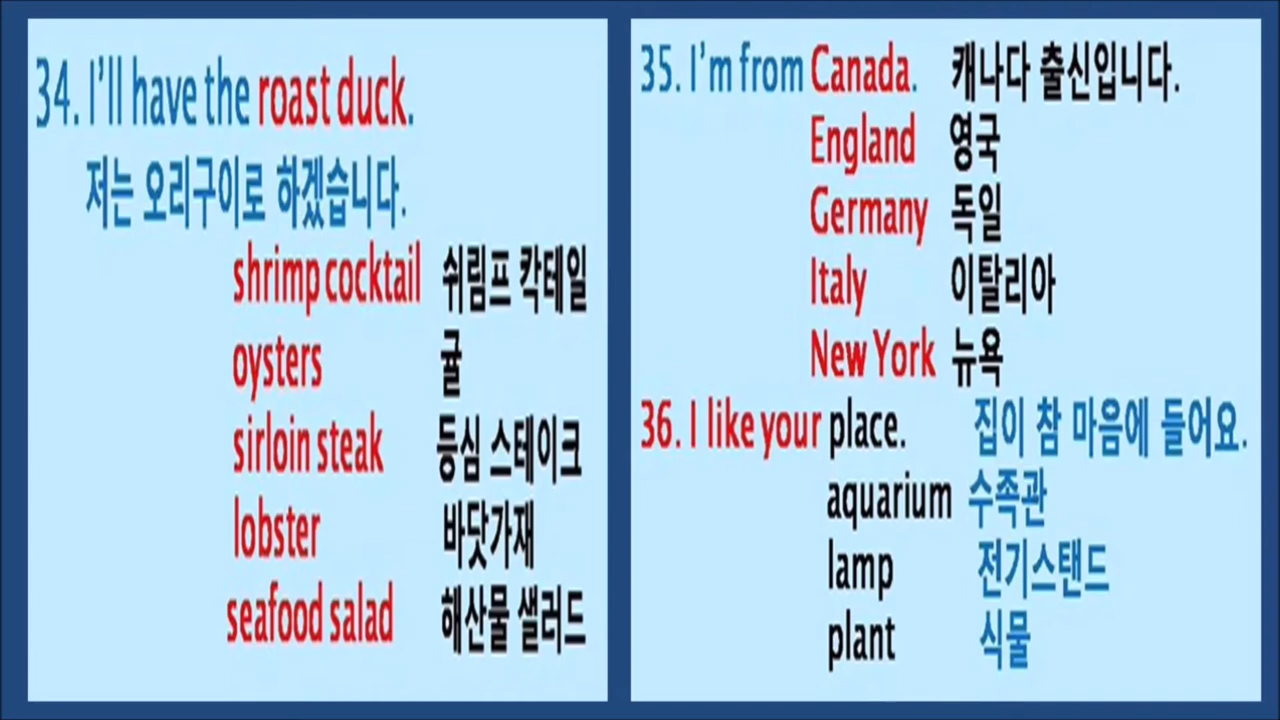 34. I'll have the roast duck.
저는 오리구이로 하겠습니다.
shrimp cocktail 쉬림프 칵테일
oysters 굴
sirloin steak 등심 스테이크
lobster 바닷가재
seafood salad 해산물 샐러드
35. I'm from Canada. 캐나다 출신입니다.
England 영국
Germany 독일
Italy 이탈리아
New York 뉴욕
36. I like your place. 집이 참 마음에 들어요.
aquarium 수족관
lamp 전기스탠드
plant 식물